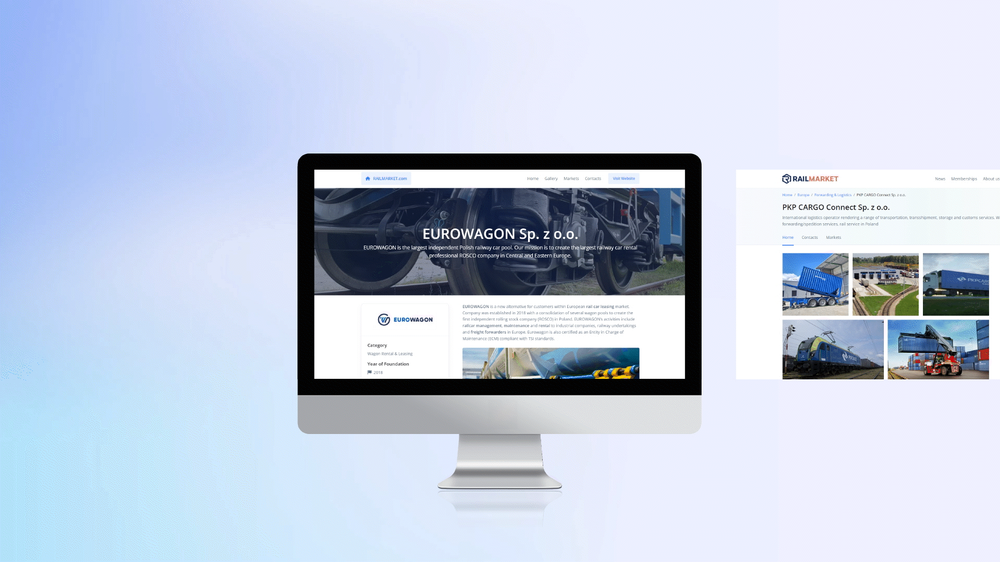 RAILMARKET.com
Home Gallery Markets Contacts Visit Website
EUROWAGON Sp. z o.o.
EUROWAGON is the largest independent Polish railway car pool. Our mission is to create the largest railway car rental
professional ROSCO company in Central and Eastern Europe.
EUROWAGON
Category
Wagon Rental & Leasing
Year of Foundation
2018
EUROWAGON is a new alternative for customers within European rail car leasing market.
Company was established in 2018 with a consolidation of several wagon pools to create the
first independent rolling stock company (ROSCO) in Poland. EUROWAGON's activities include
railcar management, maintenance and rental to industrial companies, railway undertakings
and freight forwarders in Europe. Eurowagon is also certified as an Entity in Charge of
Maintenance (ECM) compliant with TSI standards.
RAILMARKET
News Memberships About us
Home / Europe / Forwarding & Logistics / PKP CARGO Connect Sp. z o.o.
PKP CARGO Connect Sp. z o.o.
International logistics operator rendering a range of transportation, transshipment, storage and customs services. W
forwarding/spedition services, rail service in Poland
Home Contacts Markets
PKPCARG